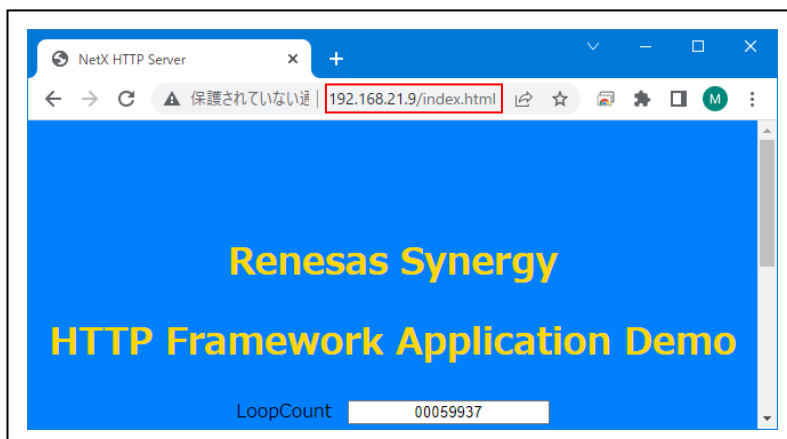 NetX HTTP Server
保護されていない通
192.168.21.9/index.html
M
Renesas Synergy
HTTP Framework Application Demo
LoopCount 00059937